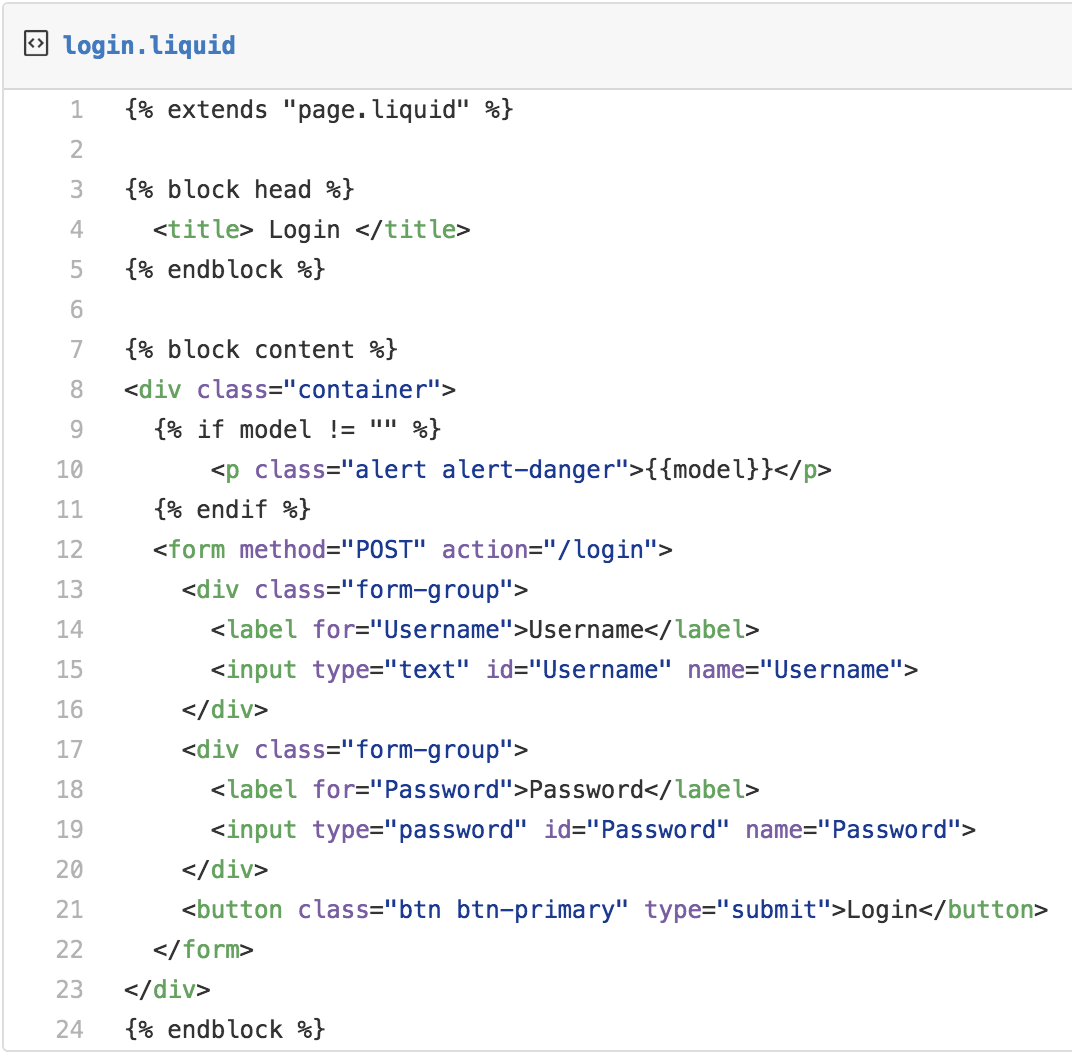 login.liquid
1 {% extends "page.liquid" %}
2
3 {% block head %}
4   <title> Login </title>
5 {% endblock %}
6
7 {% block content %}
8 <div class="container">
9   {% if model != "" %}
10       <p class="alert alert-danger">{{model}}</p>
11   {% endif %}
12   <form method="POST" action="/login">
13     <div class="form-group">
14       <label for="Username">Username</label>
15       <input type="text" id="Username" name="Username">
16     </div>
17     <div class="form-group">
18       <label for="Password">Password</label>
19       <input type="password" id="Password" name="Password">
20     </div>
21     <button class="btn btn-primary" type="submit">Login</button>
22   </form>
23 </div>
24 {% endblock %}